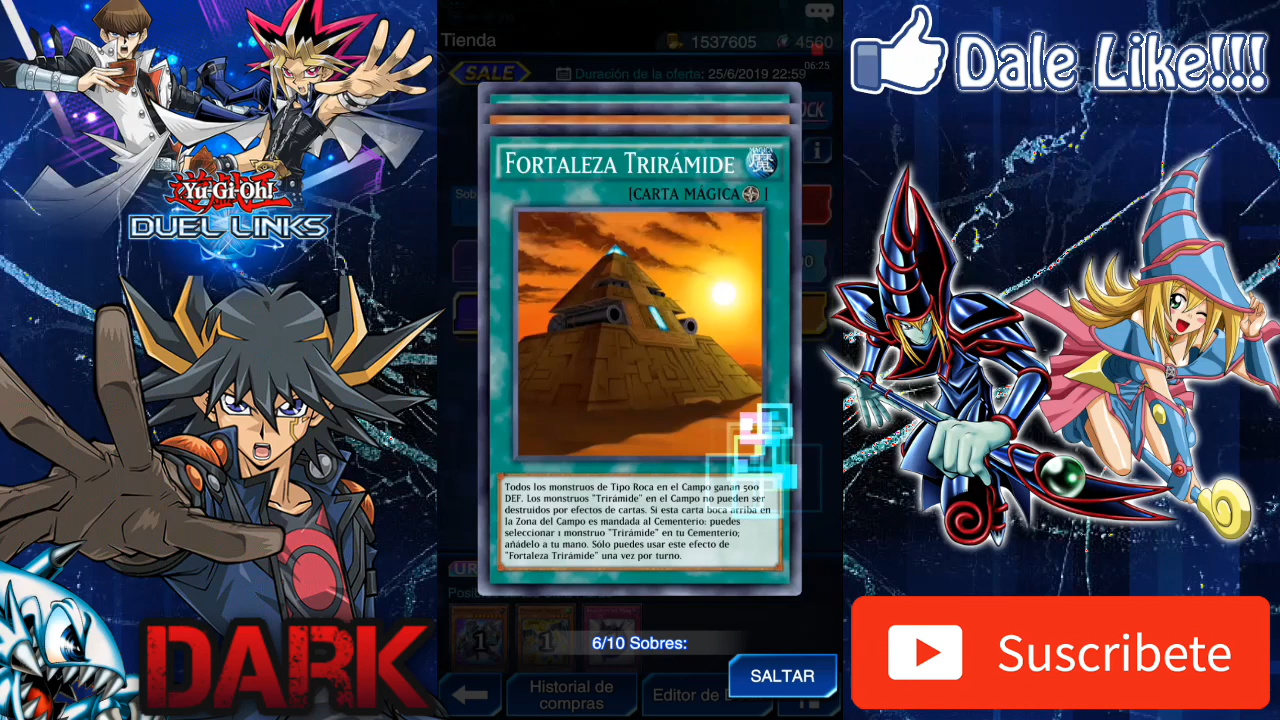 Yu-Gi-Oh!
DUEL LINKS
DARK
Tienda
1537605
4560
06:25
SALE
Duración de la oferta: 25/6/2019 22:59
FORTALEZA TRIRÁMIDE
MÁGICA
[CARTA MÁGICA ]
Todos los monstruos de Tipo Roca en el Campo ganan 500
DEF. Los monstruos "Trirámide" en el Campo no pueden ser
destruidos por efectos de cartas. Si esta carta boca arriba en
la Zona del Campo es mandada al Cementerio: puedes
seleccionar 1 monstruo "Trirámide" en tu Cementerio;
añádelo a tu mano. Sólo puedes usar este efecto de
"Fortaleza Trirámide" una vez por turno.
UR
1
1
6/10 Sobres:
SALTAR
Historial de
compras
Editor de
Dale Like!!!
Suscribete